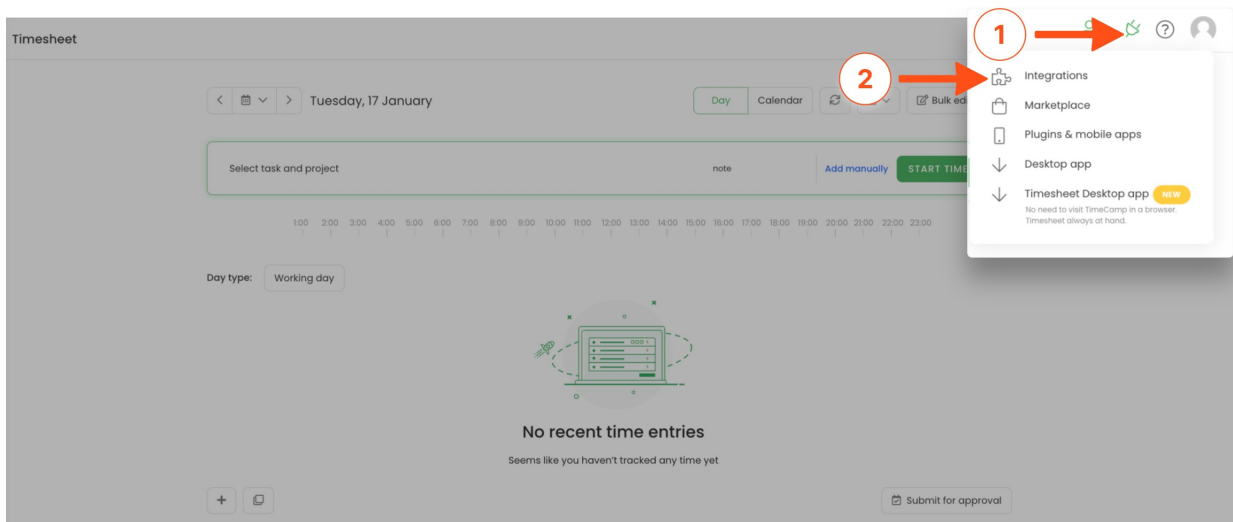 Timesheet
1
2
Integrations
Marketplace
Plugins & mobile apps
Desktop app
Timesheet Desktop app NEW
No need to visit TimeCamp in a browser.
Timesheet always at hand.
Tuesday, 17 January
Day Calendar
Bulk edi
Select task and project note Add manually START TIME
1:00 2:00 3:00 4:00 5:00 6:00 7:00 8:00 9:00 10:00 11:00 12:00 13:00 14:00 15:00 16:00 17:00 18:00 19:00 20:00 21:00 22:00 23:00
Day type: Working day
No recent time entries
Seems like you haven't tracked any time yet
Submit for approval